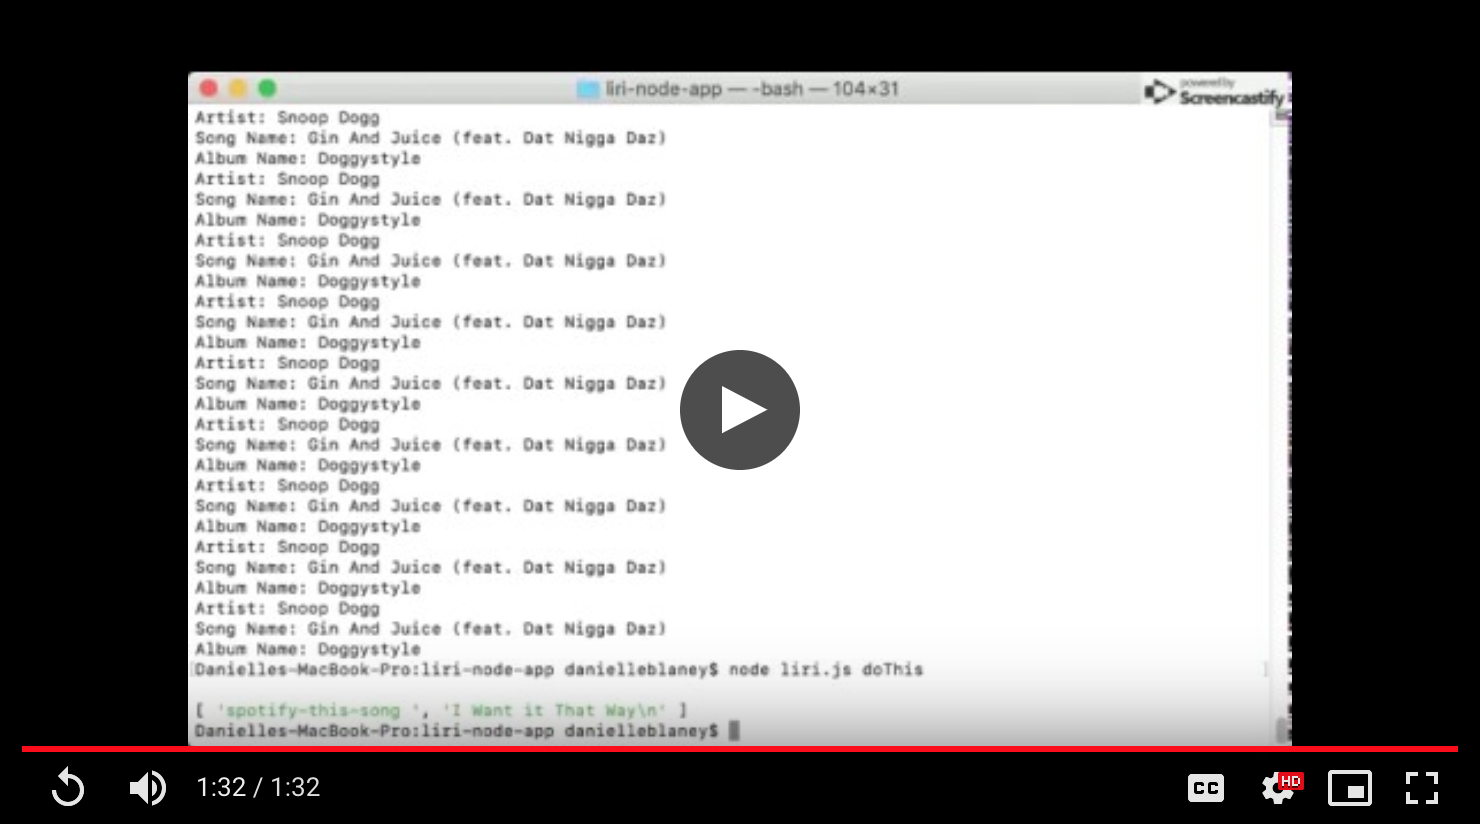 liri-node-app — -bash — 104×31
powered by
Screencastify
Artist: Snoop Dogg
Song Name: Gin And Juice (feat. Dat Nigga Daz)
Album Name: Doggystyle
Artist: Snoop Dogg
Song Name: Gin And Juice (feat. Dat Nigga Daz)
Album Name: Doggystyle
Artist: Snoop Dogg
Song Name: Gin And Juice (feat. Dat Nigga Daz)
Album Name: Doggystyle
Artist: Snoop Dogg
Song Name: Gin And Juice (feat. Dat Nigga Daz)
Album Name: Doggystyle
Artist: Snoop Dogg
Song Name: Gin And Juice (feat. Dat Nigga Daz)
Album Name: Doggystyle
Artist: Snoop Dogg
Song Name: Gin And Juice (feat. Dat Nigga Daz)
Album Name: Doggystyle
Artist: Snoop Dogg
Song Name: Gin And Juice (feat. Dat Nigga Daz)
Album Name: Doggystyle
Artist: Snoop Dogg
Song Name: Gin And Juice (feat. Dat Nigga Daz)
Album Name: Doggystyle
Artist: Snoop Dogg
Song Name: Gin And Juice (feat. Dat Nigga Daz)
Album Name: Doggystyle
[Danielles-MacBook-Pro:liri-node-app danielleblaney$ node liri.js doThis ]
[ 'spotify-this-song ', 'I Want it That Way\n' ]
Danielles-MacBook-Pro:liri-node-app danielleblaney$
1:32 / 1:32
CC
HD